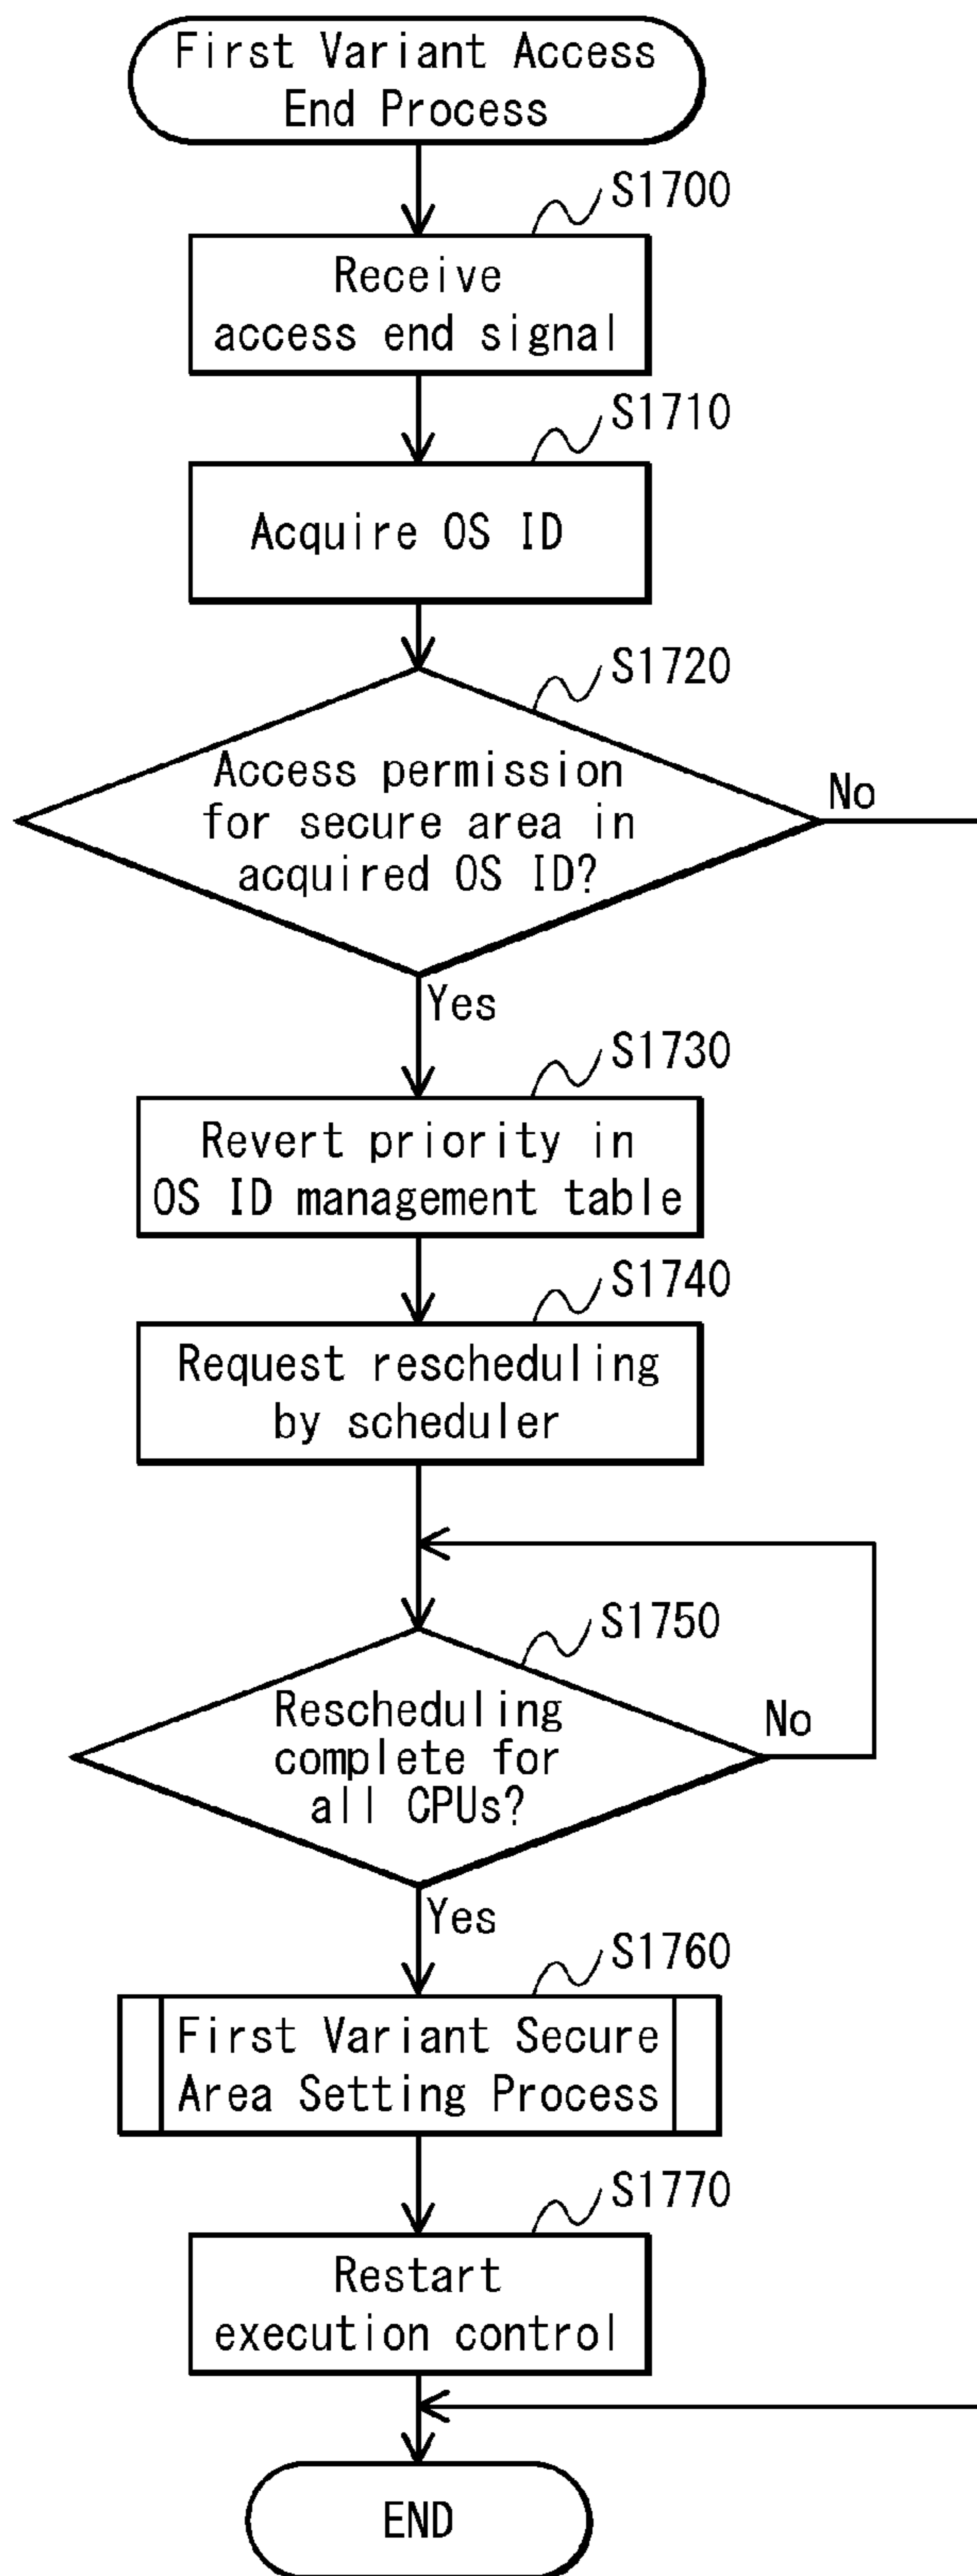 First Variant Access
End Process
S1700
Receive
access end signal
S1710
Acquire OS ID
S1720
Access permission
for secure area in
acquired OS ID?
No
Yes
S1730
Revert priority in
OS ID management table
S1740
Request rescheduling
by scheduler
S1750
Rescheduling
complete for
all CPUs?
No
Yes
S1760
First Variant Secure
Area Setting Process
S1770
Restart
execution control
END